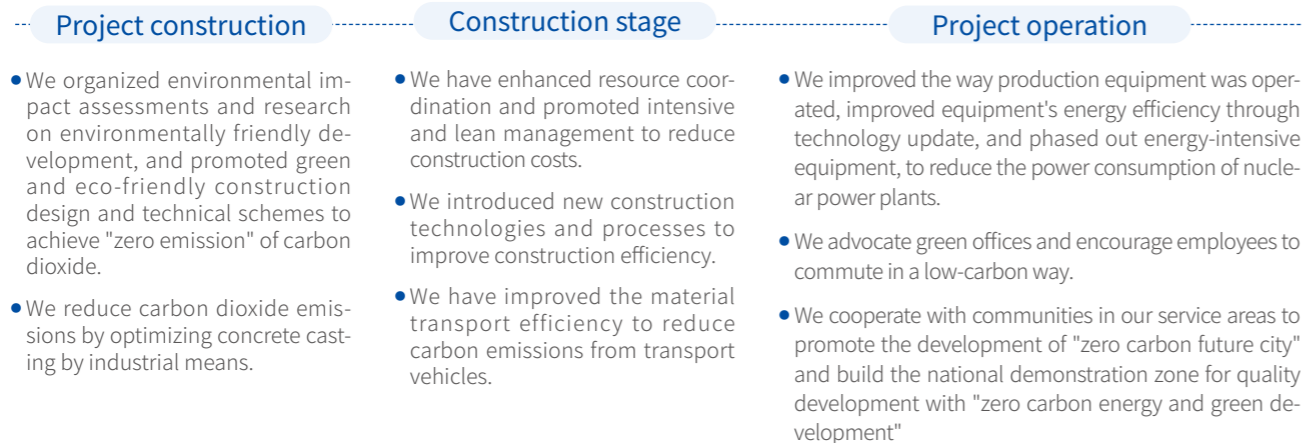 Project construction
● We organized environmental im-
pact assessments and research
on environmentally friendly de-
velopment, and promoted green
and eco-friendly construction
design and technical schemes to
achieve "zero emission" of carbon
dioxide.
● We reduce carbon dioxide emis-
sions by optimizing concrete cast-
ing by industrial means.
Construction stage
● We have enhanced resource coor-
dination and promoted intensive
and lean management to reduce
construction costs.
● We introduced new construction
technologies and processes to
improve construction efficiency.
● We have improved the material
transport efficiency to reduce
carbon emissions from transport
vehicles.
Project operation
● We improved the way production equipment was oper-
ated, improved equipment's energy efficiency through
technology update, and phased out energy-intensive
equipment, to reduce the power consumption of nucle-
ar power plants.
● We advocate green offices and encourage employees to
commute in a low-carbon way.
● We cooperate with communities in our service areas to
promote the development of "zero carbon future city"
and build the national demonstration zone for quality
development with "zero carbon energy and green de-
velopment"